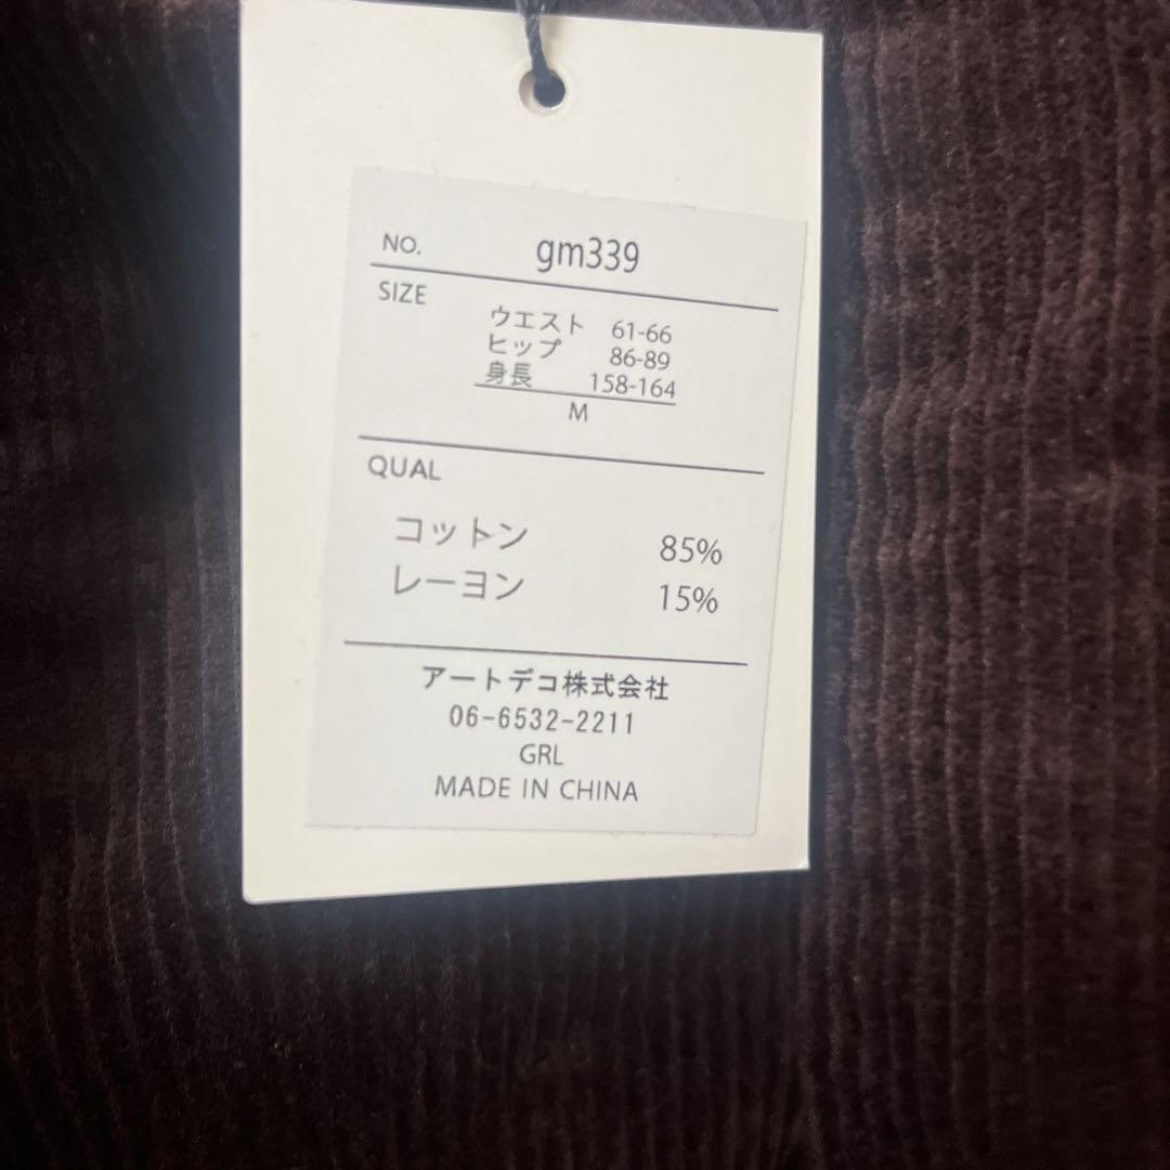 NO. gm339
SIZE
ウエスト 61-66
ヒップ 86-89
身長 158-164
M
QUAL
コットン 85%
レーヨン 15%
アートデコ株式会社
06-6532-2211
GRL
MADE IN CHINA